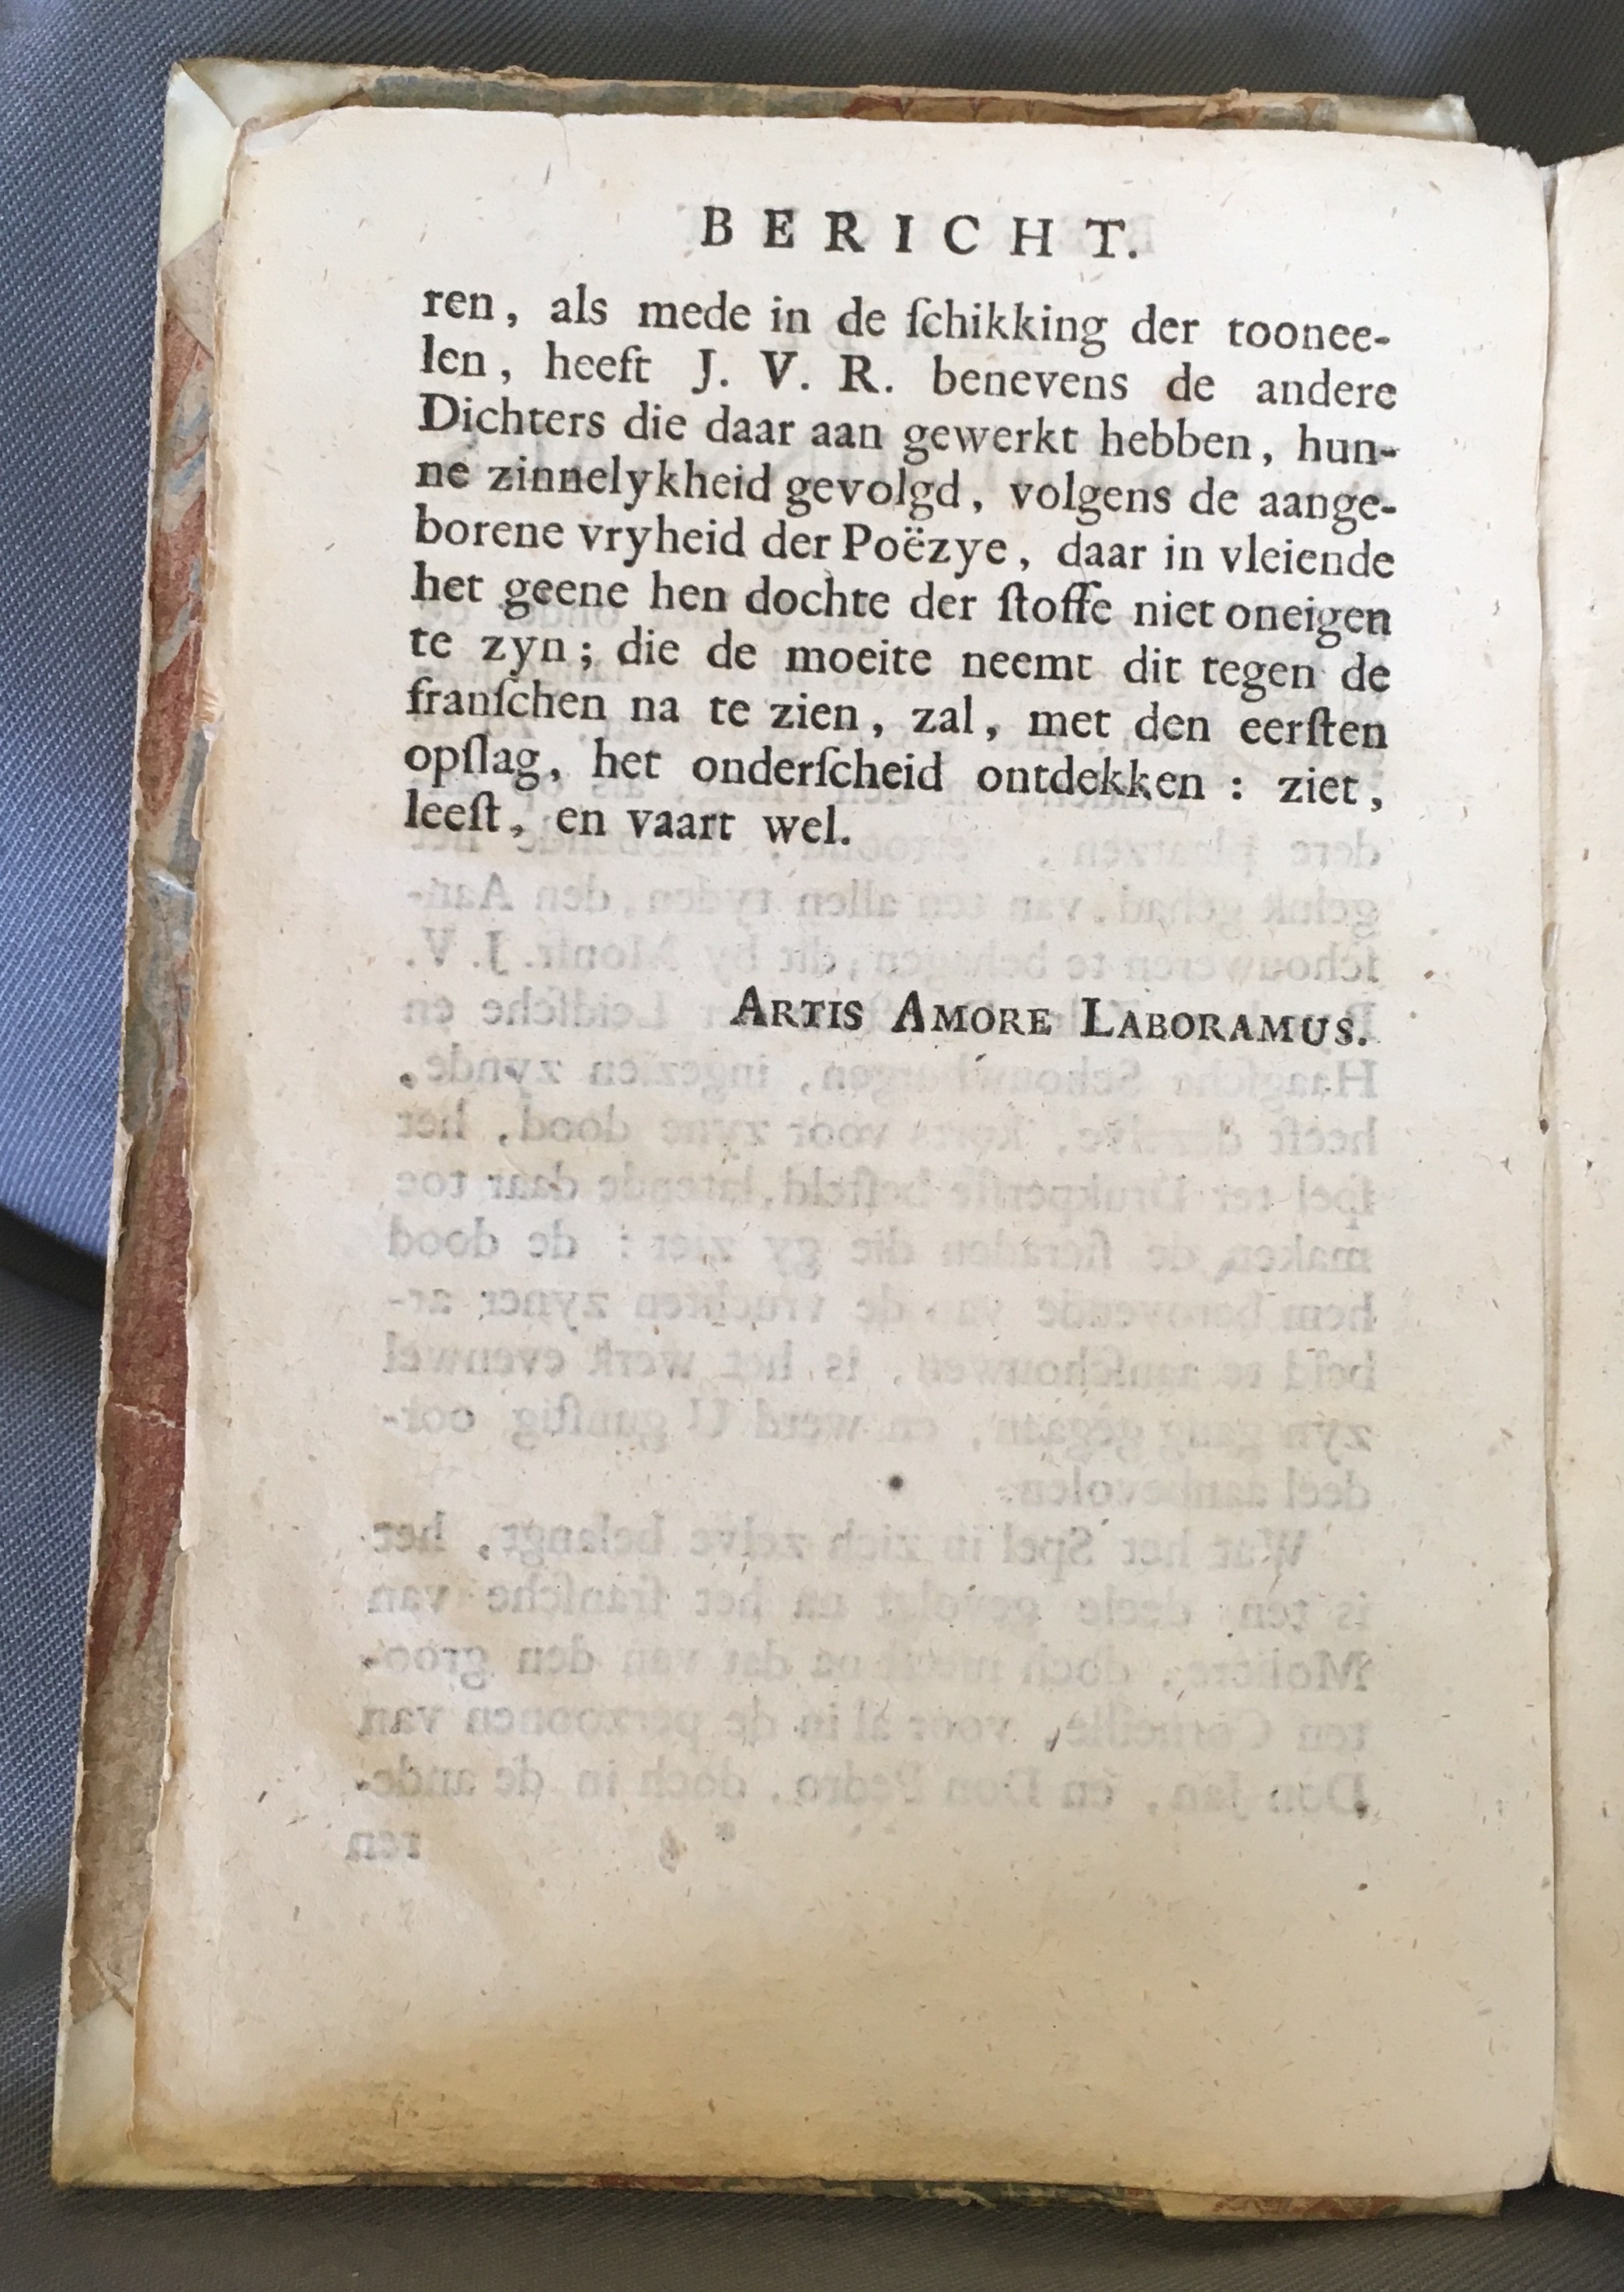 BERICHT.
ren, als mede in de ſchikking der toonee-
len, heeft J. V. R. benevens de andere
Dichters die daar aan gewerkt hebben, hun-
ne zinnelykheid gevolgd, volgens de aange-
borene vryheid der Poëzye, daar in vleiende
het geene hen dochte der ſtoffe niet oneigen
te zyn; die de moeite neemt dit tegen de
franſchen na te zien, zal, met den eerſten
opſlag, het onderſcheid ontdekken: ziet,
leeſt, en vaart wel.
ARTIS AMORE LABORAMUS.